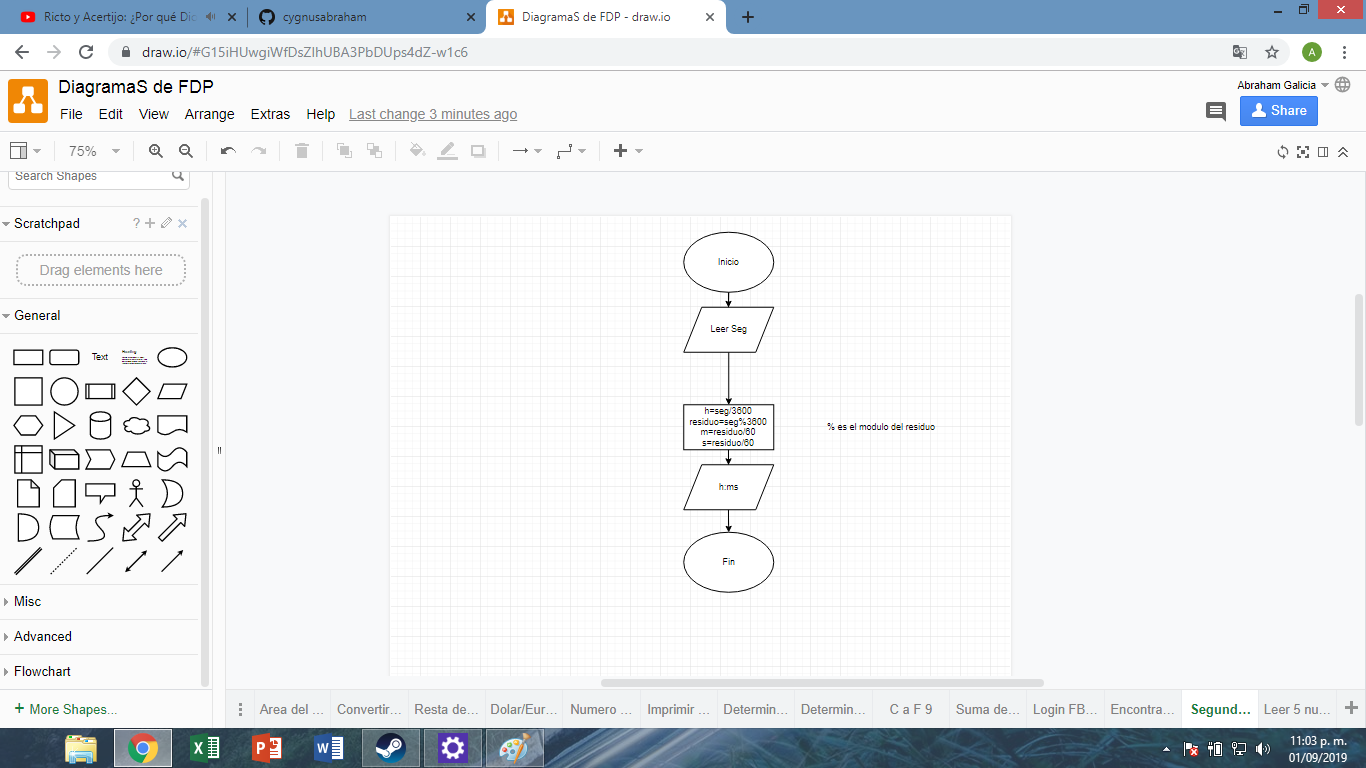 Ricto y Acertijo: ¿Por qué Dic
cygnusabraham
DiagramaS de FDP - draw.io
draw.io/#G15iHUwgiWfDsZIhUBA3PbDUps4dZ-w1c6
A
DiagramaS de FDP
Abraham Galicia
File Edit View Arrange Extras Help Last change 3 minutes ago
Share
75%
Search Shapes
Scratchpad
?
Drag elements here
General
Text
Heading
Misc
Advanced
Flowchart
+ More Shapes...
Inicio
Leer Seg
h=seg/3600
residuo=seg%3600
m=residuo/60
s=residuo/60
% es el modulo del residuo
h:ms
Fin
Area del ... Convertir... Resta de... Dolar/Eur... Numero ... Imprimir ... Determin... Determin... C a F 9 Suma de... Login FB... Encontra... Segund... Leer 5 nu...
11:03 p. m.
01/09/2019